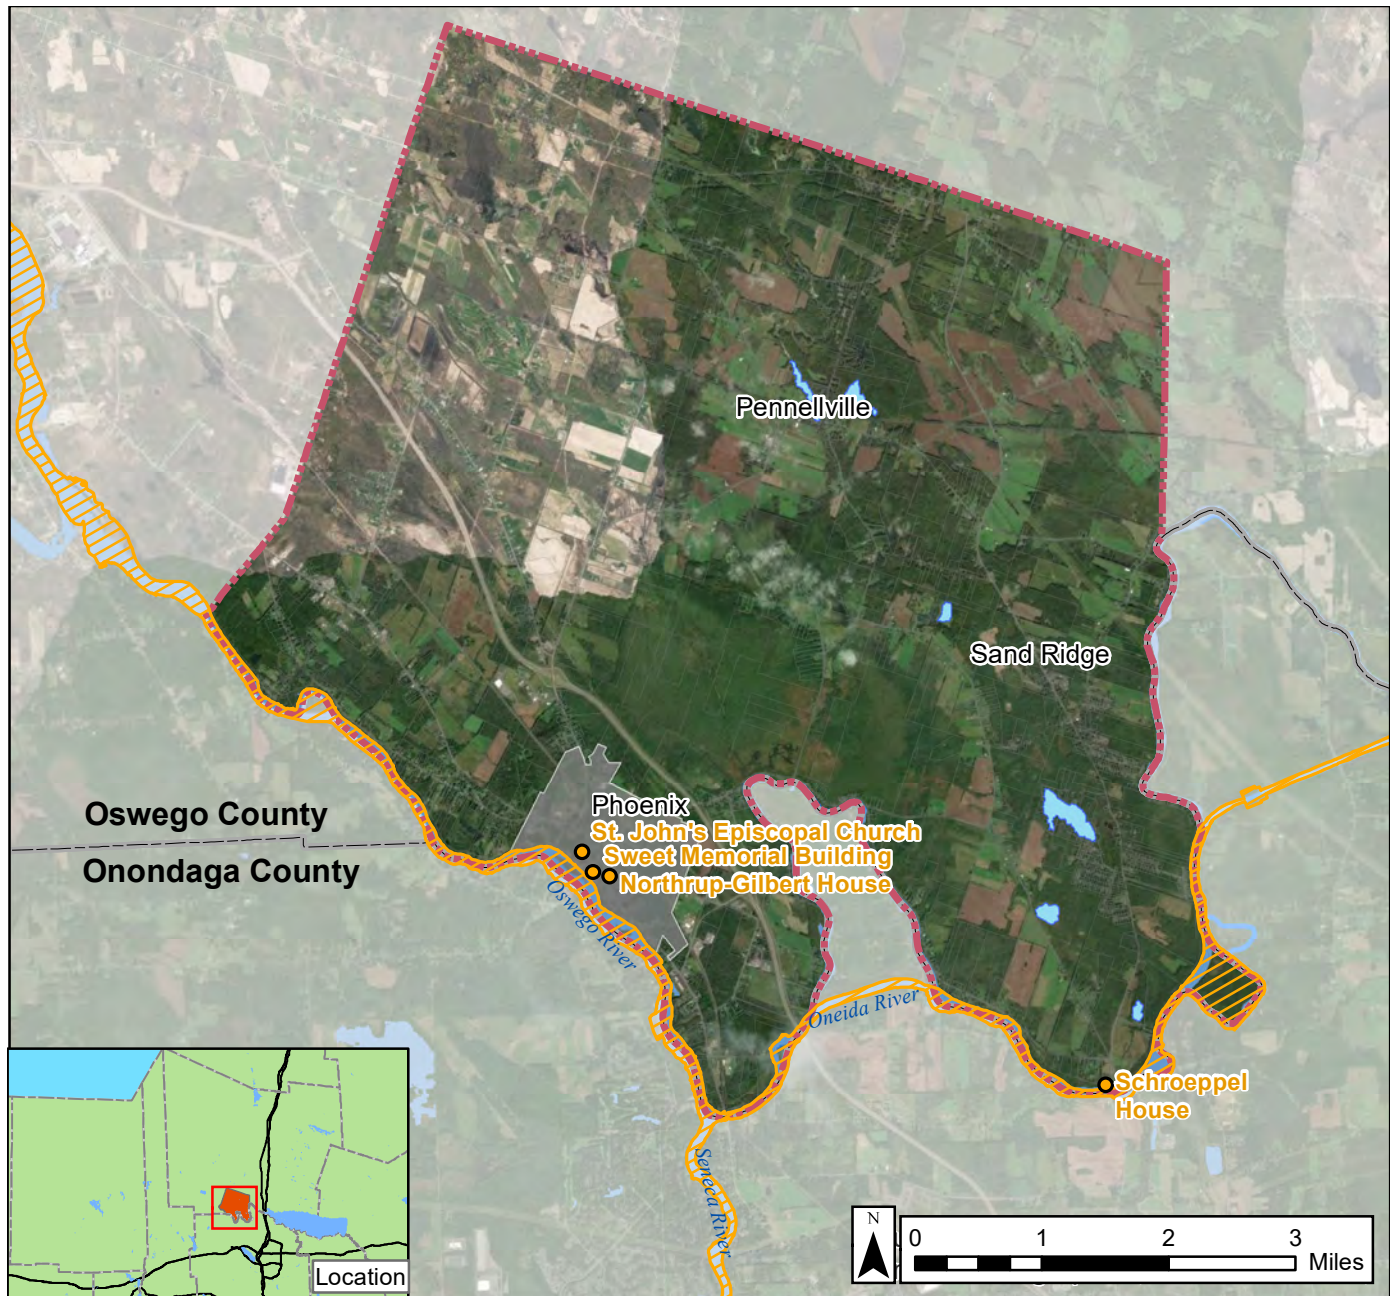 Pennellville
Sand Ridge
Oswego County
Onondaga County
Phoenix
St. John's Episcopal Church
Sweet Memorial Building
Northrup-Gilbert House
Oswego River
Oneida River
Schroeppel
House
Seneca River
Location
N
0 1 2 3
Miles